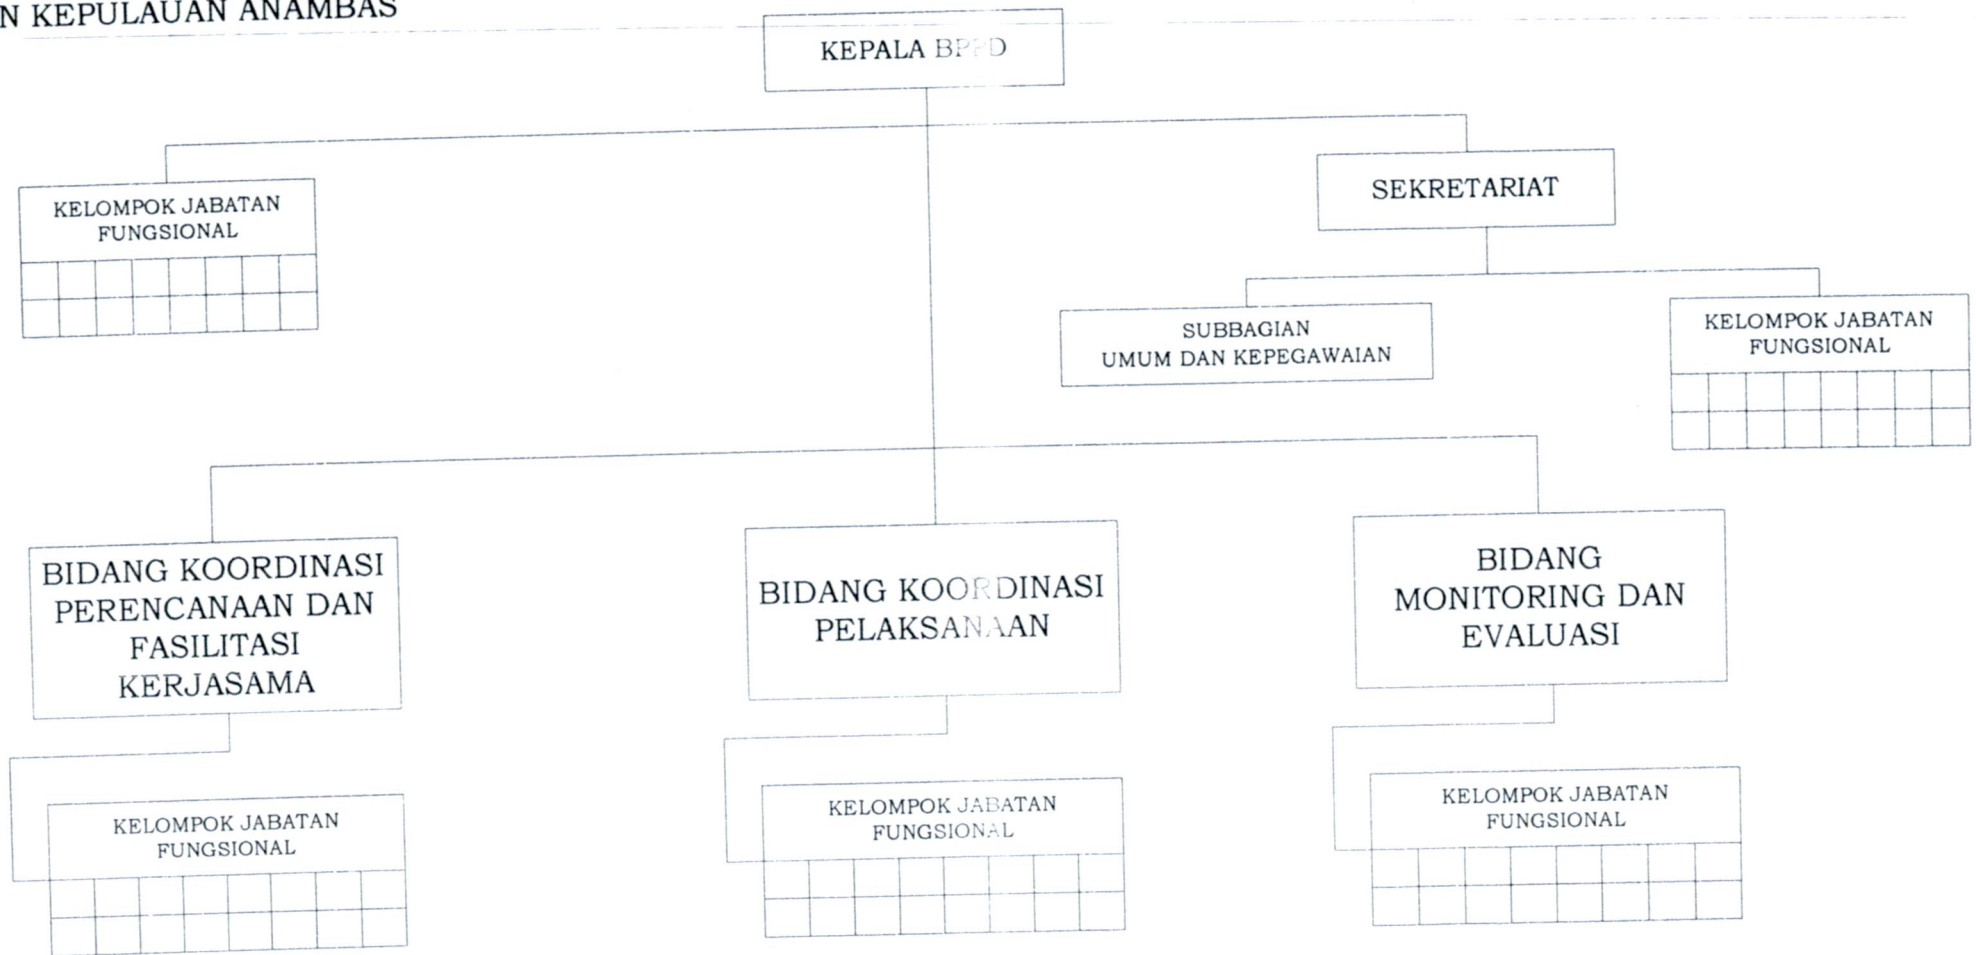 N KEPULAUAN ANAMBAS
KEPALA BPPD
KELOMPOK JABATAN
FUNGSIONAL
SEKRETARIAT
SUBBAGIAN
UMUM DAN KEPEGAWAIAN
KELOMPOK JABATAN
FUNGSIONAL
BIDANG KOORDINASI
PERENCANAAN DAN
FASILITASI
KERJASAMA
BIDANG KOORDINASI
PELAKSANAAN
BIDANG
MONITORING DAN
EVALUASI
KELOMPOK JABATAN
FUNGSIONAL
KELOMPOK JABATAN
FUNGSIONAL
KELOMPOK JABATAN
FUNGSIONAL